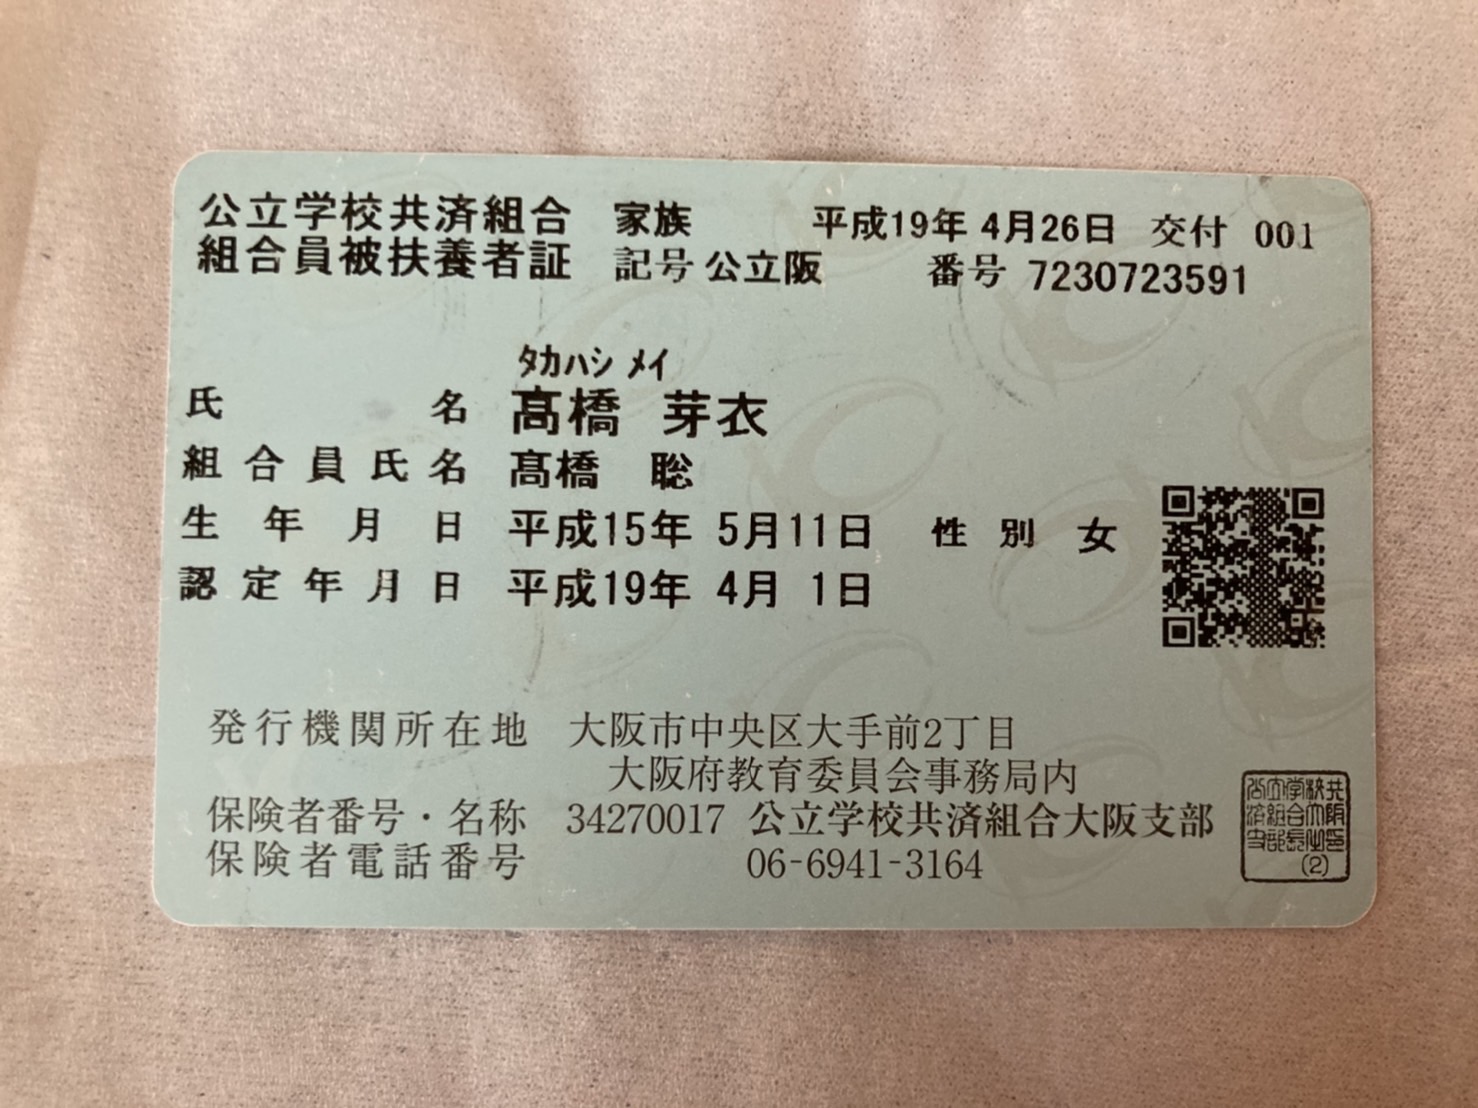 公立学校共済組合 家族 平成19年 4月26日 交付 001
組合員被扶養者証 記号 公立阪 番号 7230723591
ﾀｶﾊｼ ﾒｲ
氏名 髙橋 芽衣
組合員氏名 髙橋 聡
生年月日 平成15年 5月11日 性別 女
認定年月日 平成19年 4月 1日
発行機関所在地 大阪市中央区大手前2丁目
大阪府教育委員会事務局内
保険者番号・名称 34270017 公立学校共済組合大阪支部
保険者電話番号 06-6941-3164
(2)